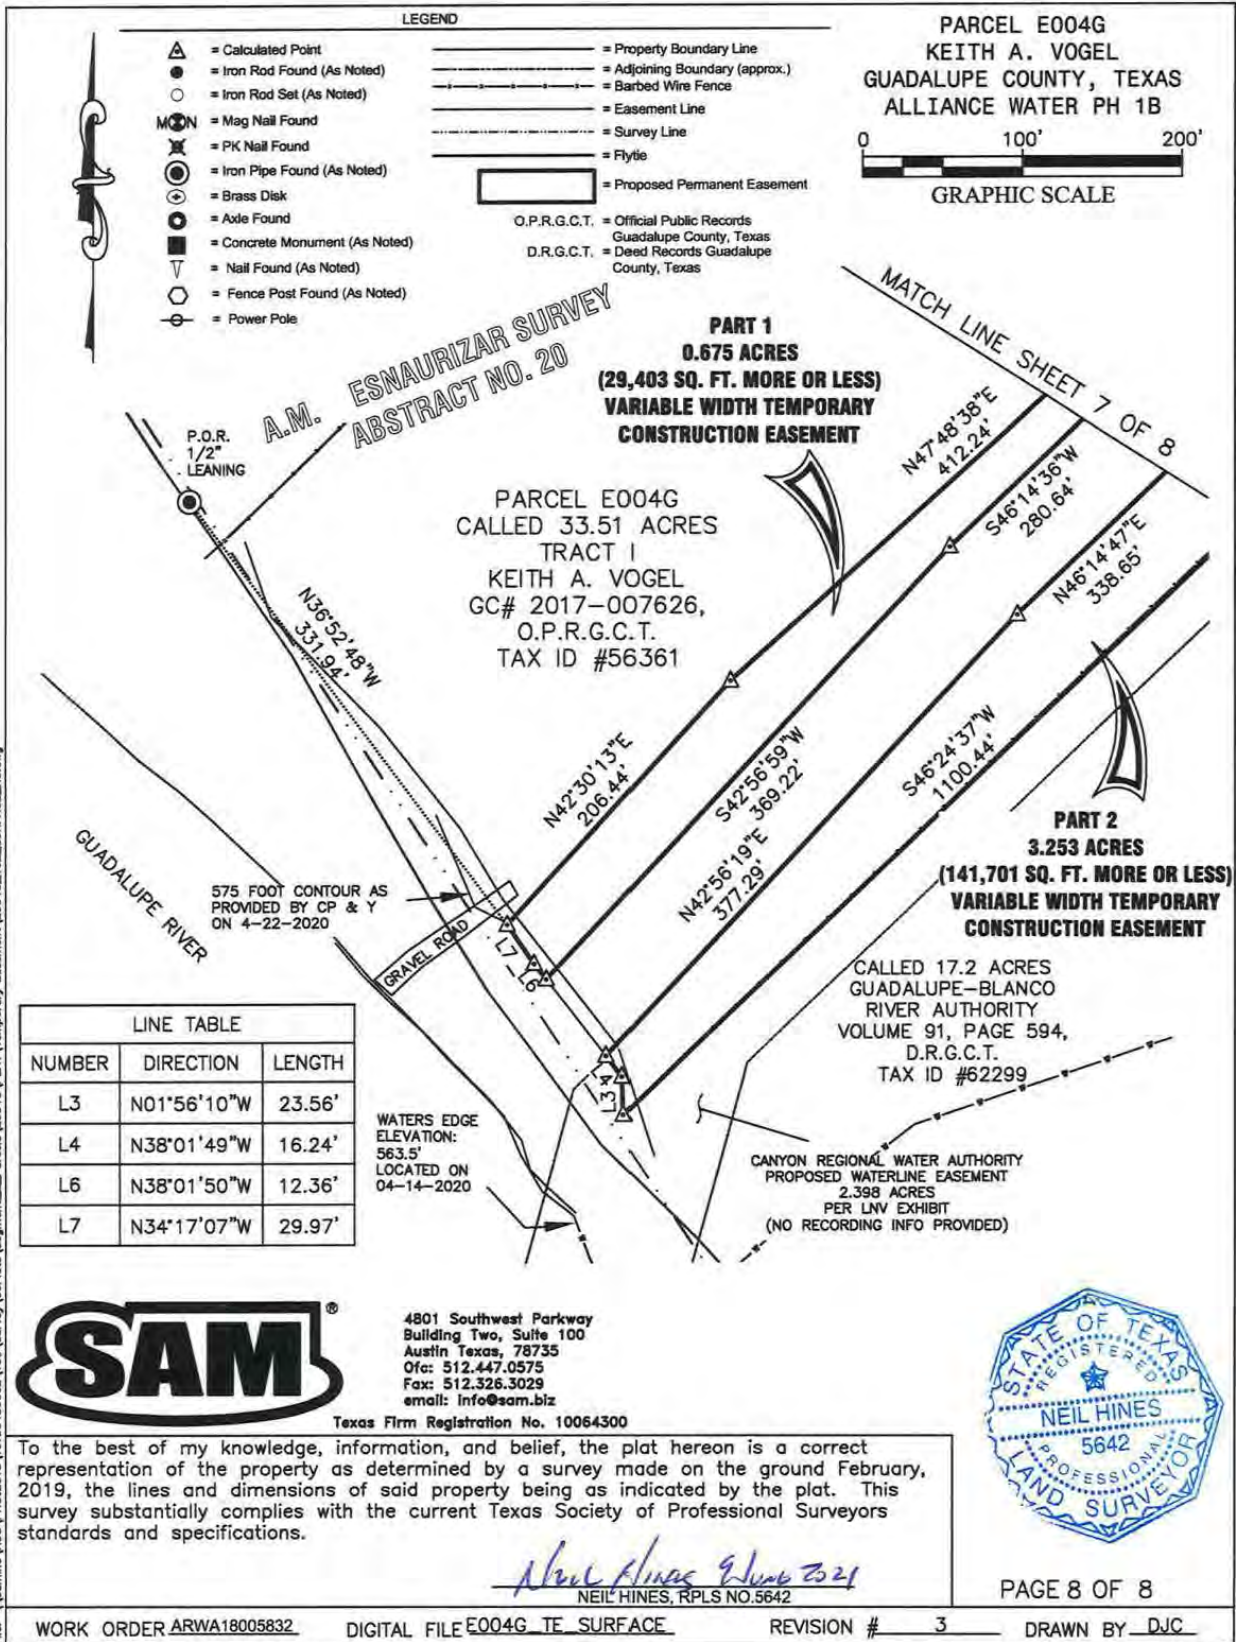 LEGEND
= Calculated Point
= Iron Rod Found (As Noted)
= Iron Rod Set (As Noted)
M N = Mag Nail Found
= PK Nail Found
= Iron Pipe Found (As Noted)
= Brass Disk
= Axle Found
= Concrete Monument (As Noted)
= Nail Found (As Noted)
= Fence Post Found (As Noted)
= Power Pole
= Property Boundary Line
= Adjoining Boundary (approx.)
= Barbed Wire Fence
= Easement Line
= Survey Line
= Flytie
= Proposed Permanent Easement
O.P.R.G.C.T. = Official Public Records
Guadalupe County, Texas
D.R.G.C.T. = Deed Records Guadalupe
County, Texas
PARCEL E004G
KEITH A. VOGEL
GUADALUPE COUNTY, TEXAS
ALLIANCE WATER PH 1B
0 100' 200'
GRAPHIC SCALE
MATCH LINE SHEET 7 OF 8
A.M. ESNAURIZAR SURVEY
ABSTRACT NO. 20
PART 1
0.675 ACRES
(29,403 SQ. FT. MORE OR LESS)
VARIABLE WIDTH TEMPORARY
CONSTRUCTION EASEMENT
P.O.R.
1/2"
LEANING
PARCEL E004G
CALLED 33.51 ACRES
TRACT I
KEITH A. VOGEL
GC# 2017-007626,
O.P.R.G.C.T.
TAX ID #56361
N47°48'38"E
412.24'
S46°14'36"W
280.64'
N46°14'47"E
338.65'
N36°52'48"W
331.94'
N42°30'13"E
206.44'
S42°56'59"W
369.22'
N42°56'19"E
377.29'
S46°24'37"W
1100.44'
PART 2
3.253 ACRES
(141,701 SQ. FT. MORE OR LESS)
VARIABLE WIDTH TEMPORARY
CONSTRUCTION EASEMENT
GUADALUPE RIVER
575 FOOT CONTOUR AS
PROVIDED BY CP & Y
ON 4-22-2020
GRAVEL ROAD
L7
L6
L4
L3
CALLED 17.2 ACRES
GUADALUPE-BLANCO
RIVER AUTHORITY
VOLUME 91, PAGE 594,
D.R.G.C.T.
TAX ID #62299
LINE TABLE
NUMBER DIRECTION LENGTH
L3 N01°56'10"W 23.56'
L4 N38°01'49"W 16.24'
L6 N38°01'50"W 12.36'
L7 N34°17'07"W 29.97'
WATERS EDGE
ELEVATION:
563.5'
LOCATED ON
04-14-2020
CANYON REGIONAL WATER AUTHORITY
PROPOSED WATERLINE EASEMENT
2.398 ACRES
PER LNV EXHIBIT
(NO RECORDING INFO PROVIDED)
SAM®
4801 Southwest Parkway
Building Two, Suite 100
Austin Texas, 78735
Ofc: 512.447.0575
Fax: 512.326.3029
email: info@sam.biz
Texas Firm Registration No. 10064300
STATE OF TEXAS
REGISTERED
NEIL HINES
5642
PROFESSIONAL
LAND SURVEYOR
To the best of my knowledge, information, and belief, the plat hereon is a correct
representation of the property as determined by a survey made on the ground February,
2019, the lines and dimensions of said property being as indicated by the plat. This
survey substantially complies with the current Texas Society of Professional Surveyors
standards and specifications.
Neil Hines 2021
NEIL HINES, RPLS NO.5642
PAGE 8 OF 8
WORK ORDER ARWA18005832 DIGITAL FILE E004G_TE_SURFACE REVISION # 3 DRAWN BY DJC